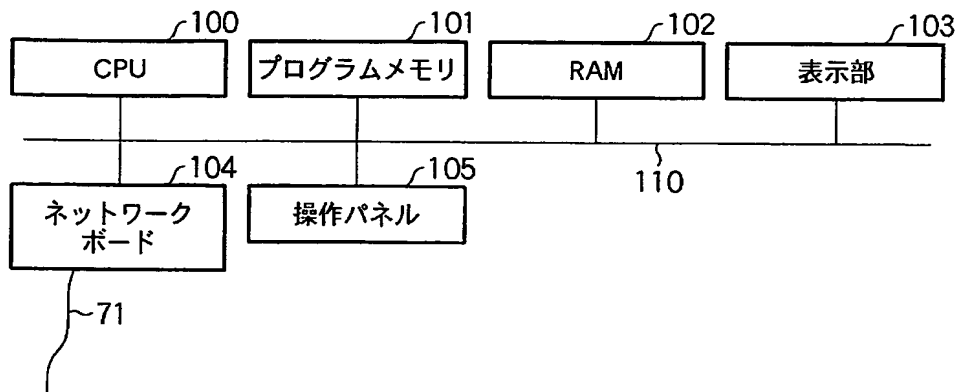 100
101
102
103
CPU
プログラムメモリ
RAM
表示部
110
104
105
ネットワーク
ボード
操作パネル
71